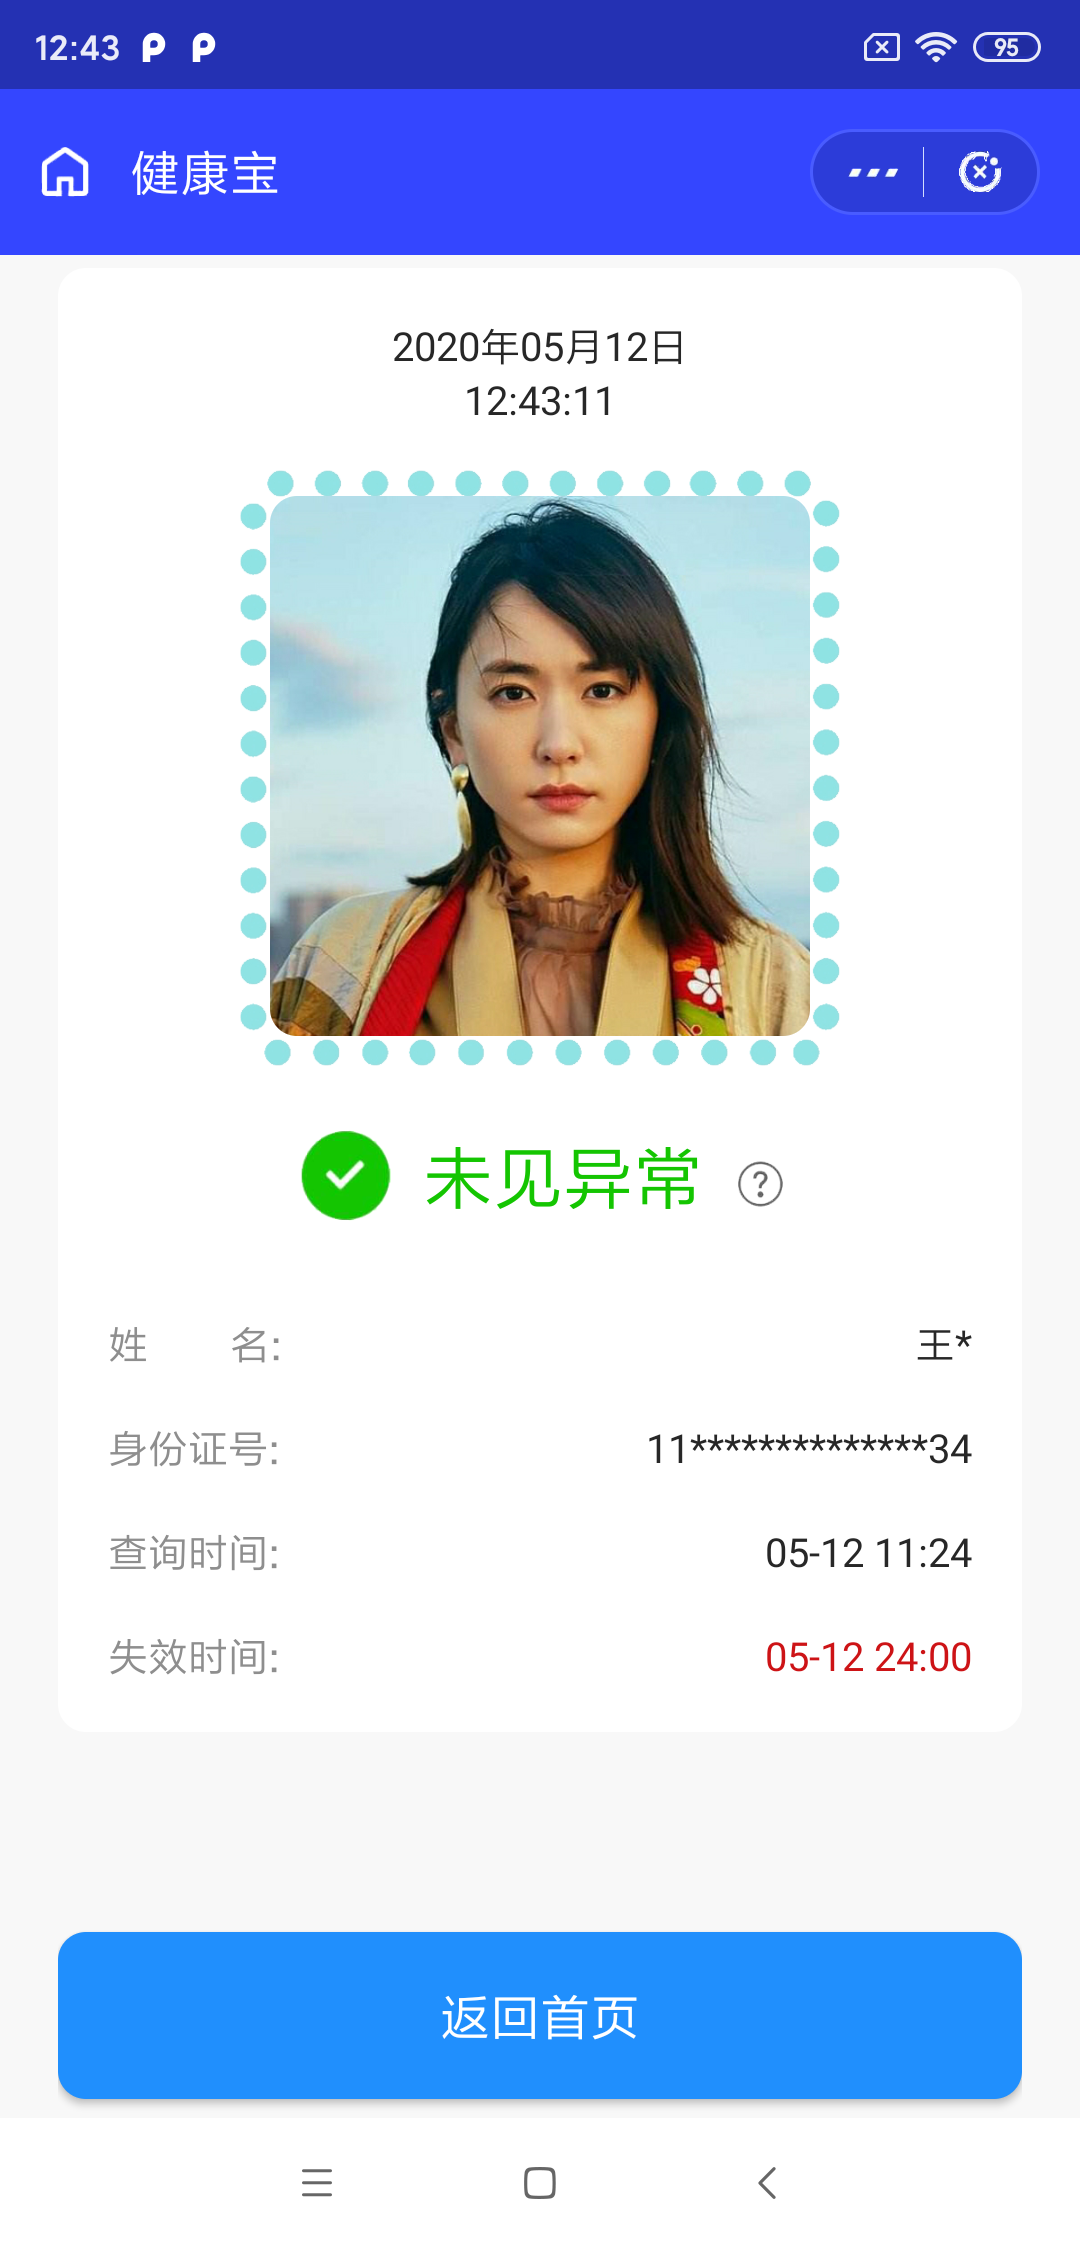 12:43
95
健康宝
2020年05月12日
12:43:11
未见异常 ?
姓 名: 王*
身份证号: 11**************34
查询时间: 05-12 11:24
失效时间: 05-12 24:00
返回首页